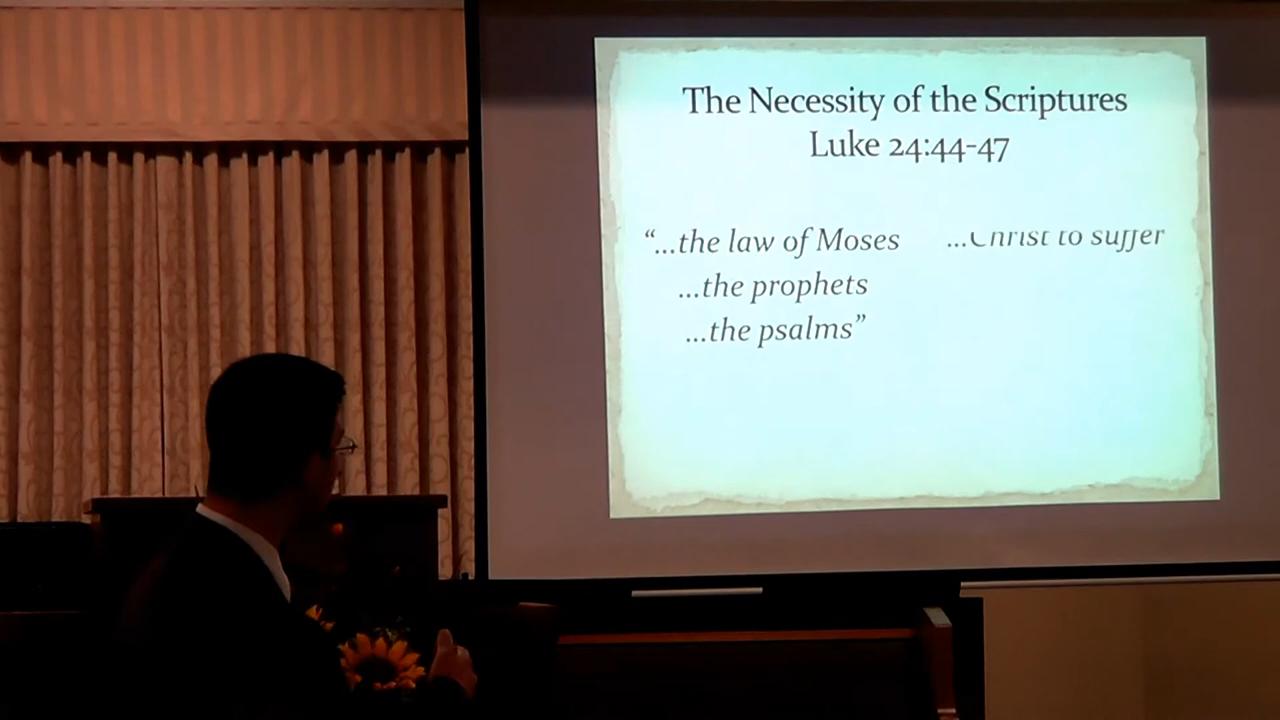 The Necessity of the Scriptures
Luke 24:44-47
“...the law of Moses
...the prophets
...the psalms”
...Christ to suffer